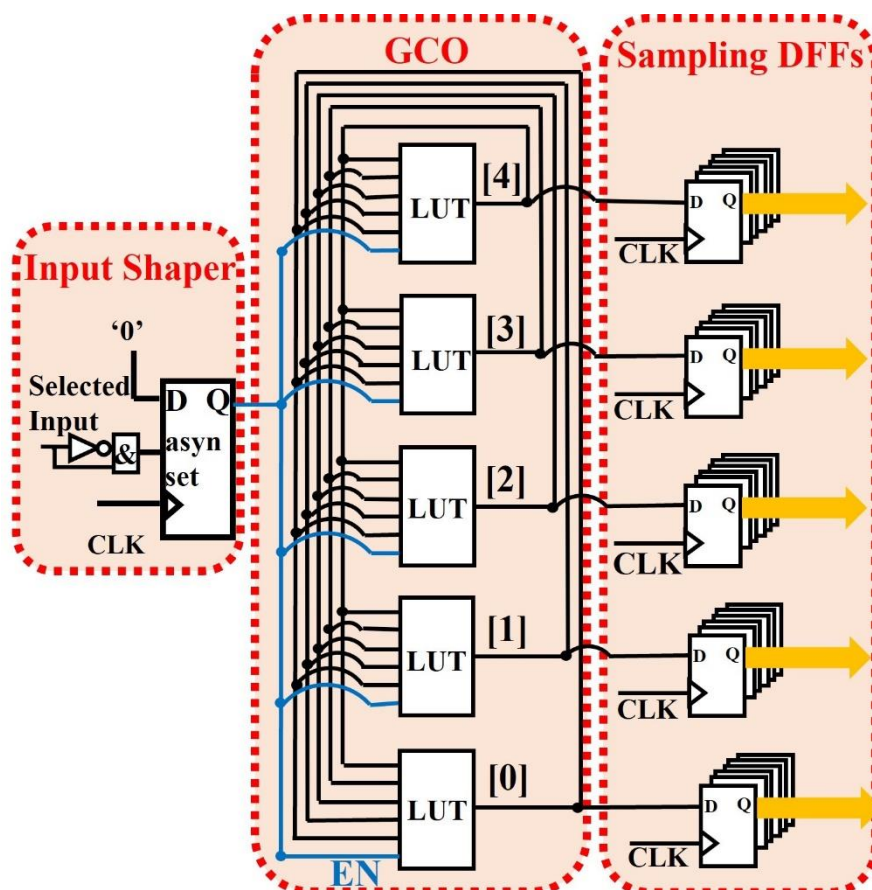 GCO
Sampling DFFs
Input Shaper
‘0’
Selected
Input
&
D Q
asyn
set
CLK
LUT
[4]
D Q
CLK
LUT
[3]
D Q
CLK
LUT
[2]
D Q
CLK
LUT
[1]
D Q
CLK
LUT
[0]
D Q
CLK
EN